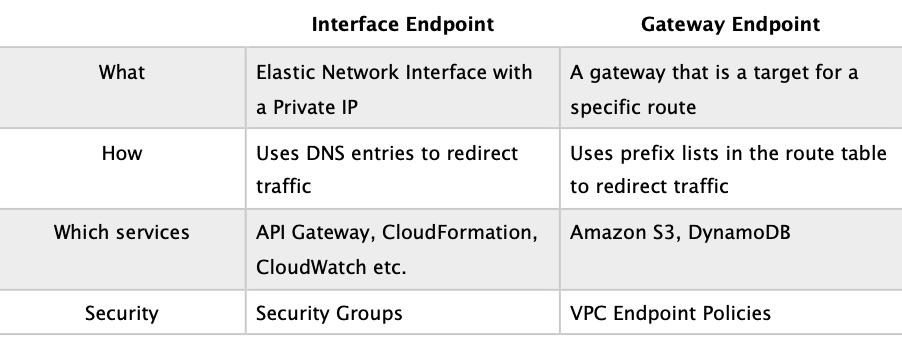 Interface Endpoint Gateway Endpoint
What Elastic Network Interface with a Private IP A gateway that is a target for a specific route
How Uses DNS entries to redirect traffic Uses prefix lists in the route table to redirect traffic
Which services API Gateway, CloudFormation, CloudWatch etc. Amazon S3, DynamoDB
Security Security Groups VPC Endpoint Policies